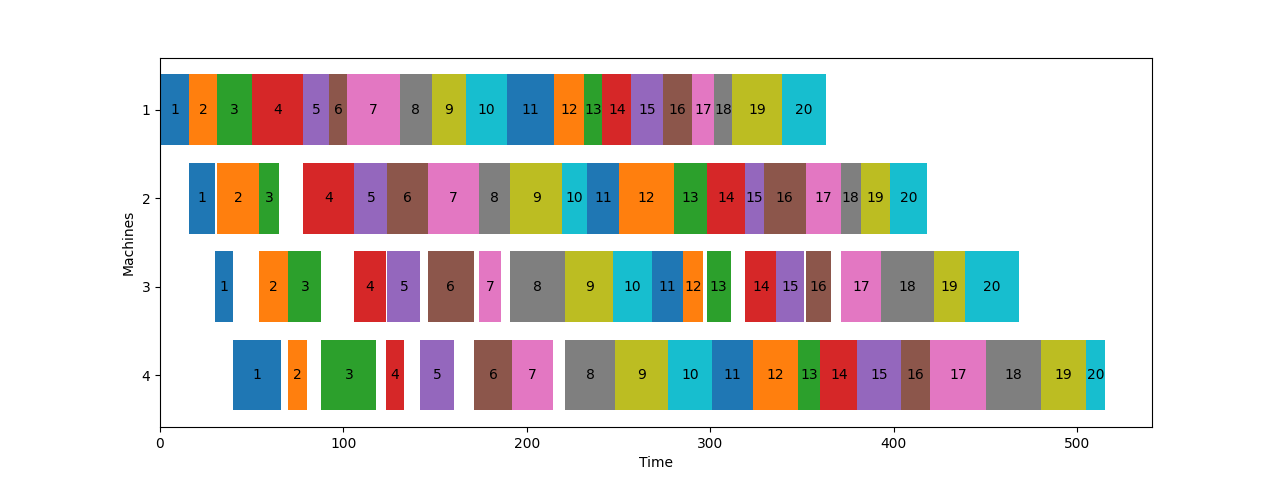 1 1 2 3 4 5 6 7 8 9 10 11 12 13 14 15 16 17 18 19 20
2 1 2 3 4 5 6 7 8 9 10 11 12 13 14 15 16 17 18 19 20
Machines
3 1 2 3 4 5 6 7 8 9 10 11 12 13 14 15 16 17 18 19 20
4 1 2 3 4 5 6 7 8 9 10 11 12 13 14 15 16 17 18 19 20
0 100 200 300 400 500
Time